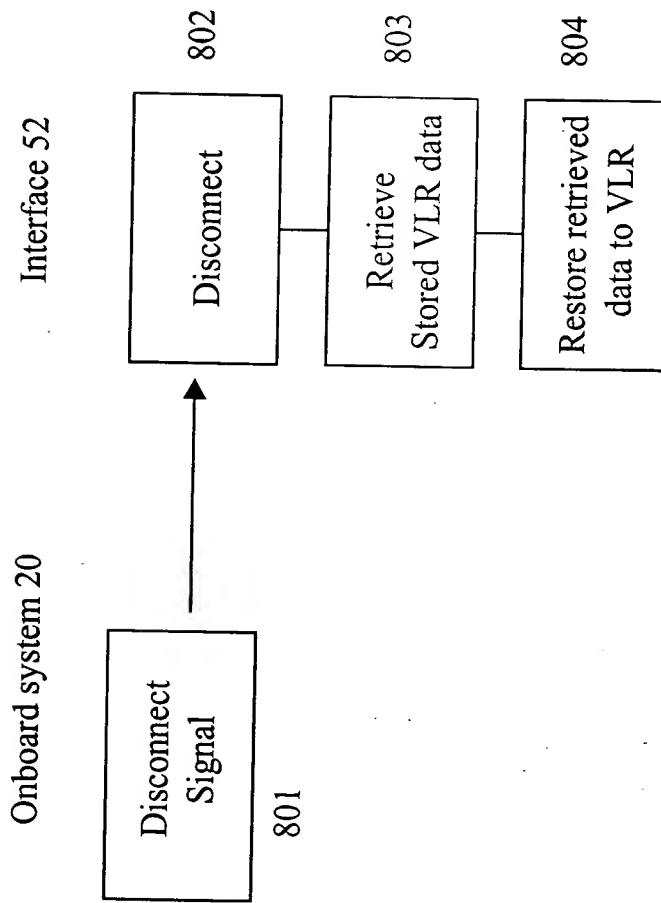 Onboard system 20
Interface 52
Disconnect
Signal
801
Disconnect
802
Retrieve
Stored VLR data
803
Restore retrieved
data to VLR
804